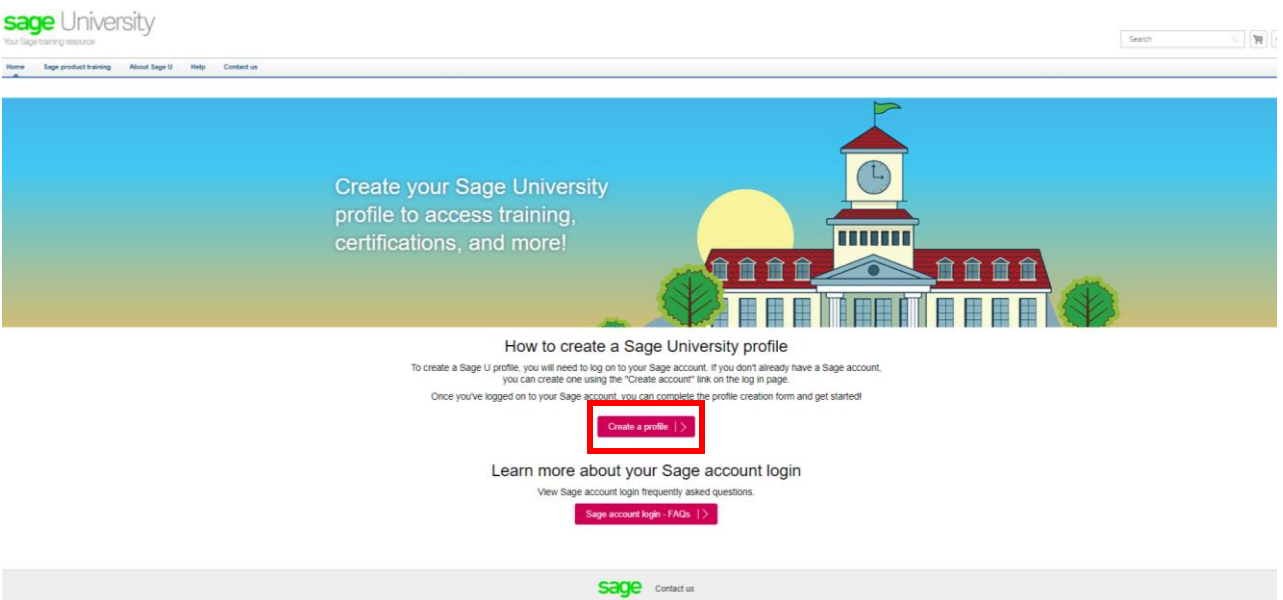 sage University
Your Sage training resource
Search
Home Sage product training About Sage U Help Contact us
Create your Sage University
profile to access training,
certifications, and more!
How to create a Sage University profile
To create a Sage U profile, you will need to log on to your Sage account. If you don't already have a Sage account,
you can create one using the "Create account" link on the log in page.
Once you've logged on to your Sage account, you can complete the profile creation form and get started!
Create a profile
Learn more about your Sage account login
View Sage account login frequently asked questions.
Sage account login - FAQs
sage Contact us